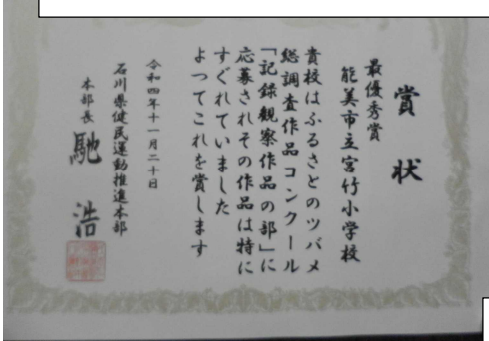 賞状
最優秀賞
能美市立宮竹小学校
貴校はふるさとのツバメ
総調査作品コンクール
「記録観察作品の部」に
応募されその作品は特に
すぐれていました
よってこれを賞します
令和四年十一月二十日
石川県健民運動推進本部
本部長 馳浩